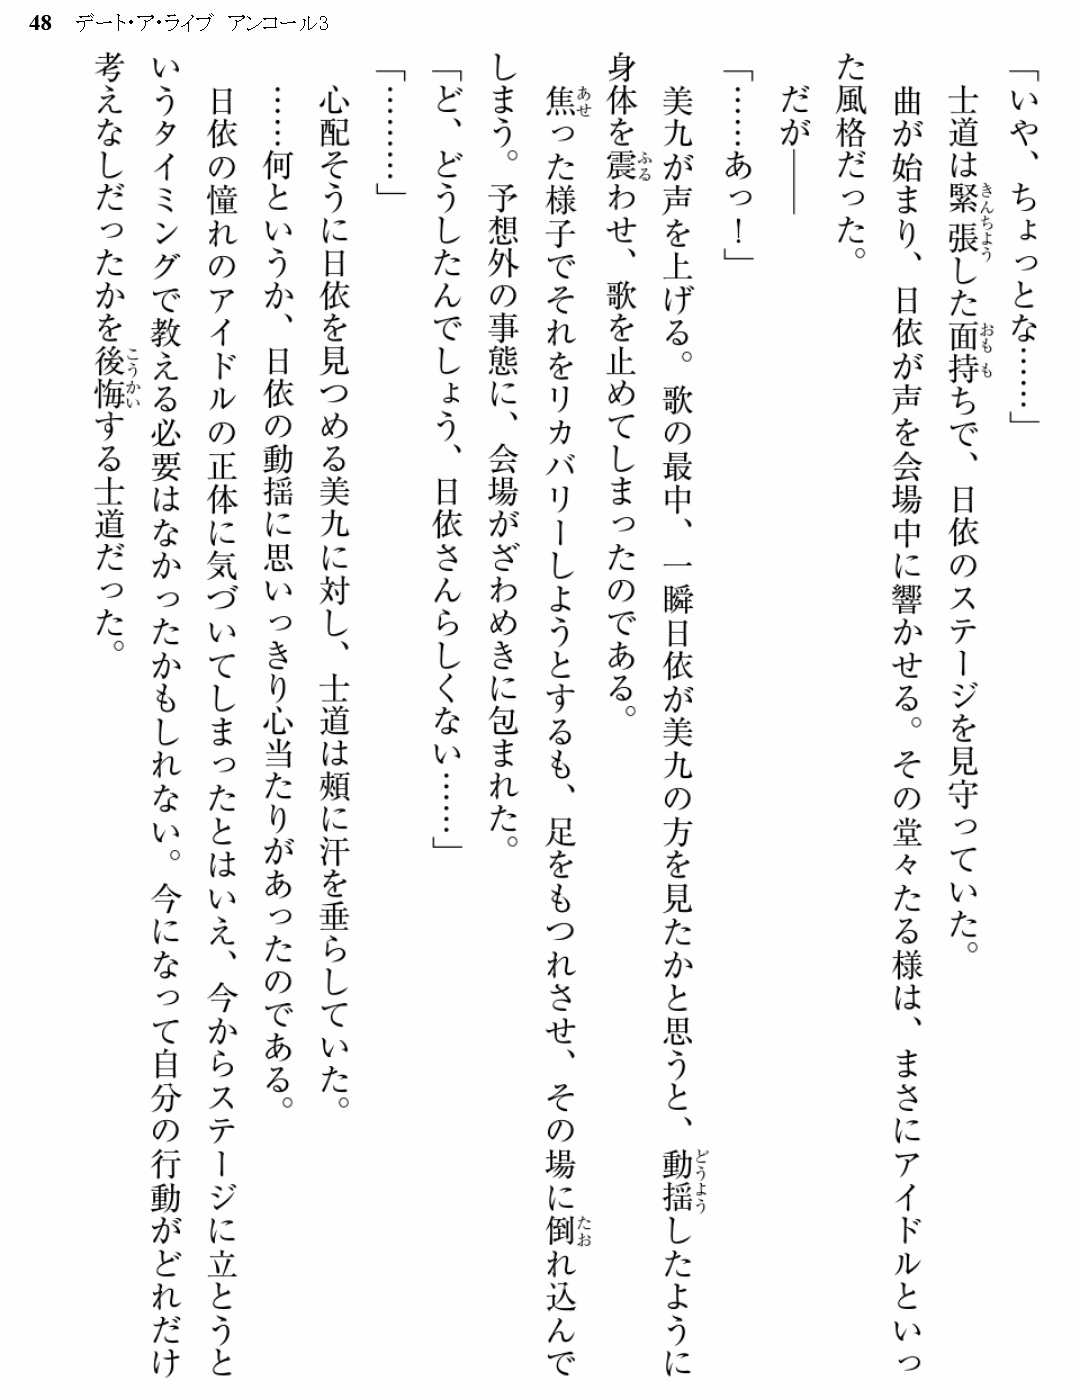 48 デート・ア・ライブ アンコール3
「いや、ちょっとな……」
士道は緊張した面持ちで、日依のステージを見守っていた。
曲が始まり、日依が声を会場中に響かせる。その堂々たる様は、まさにアイドルといっ
た風格だった。
だが――
「……あっ！」
美九が声を上げる。歌の最中、一瞬日依が美九の方を見たかと思うと、動揺したように
身体を震わせ、歌を止めてしまったのである。
焦った様子でそれをリカバリーしようとするも、足をもつれさせ、その場に倒れ込んで
しまう。予想外の事態に、会場がざわめきに包まれた。
「ど、どうしたんでしょう、日依さんらしくない……」
「…………」
心配そうに日依を見つめる美九に対し、士道は頬に汗を垂らしていた。
……何というか、日依の動揺に思いっきり心当たりがあったのである。
日依の憧れのアイドルの正体に気づいてしまったとはいえ、今からステージに立とうと
いうタイミングで教える必要はなかったかもしれない。今になって自分の行動がどれだけ
考えなしだったかを後悔する士道だった。